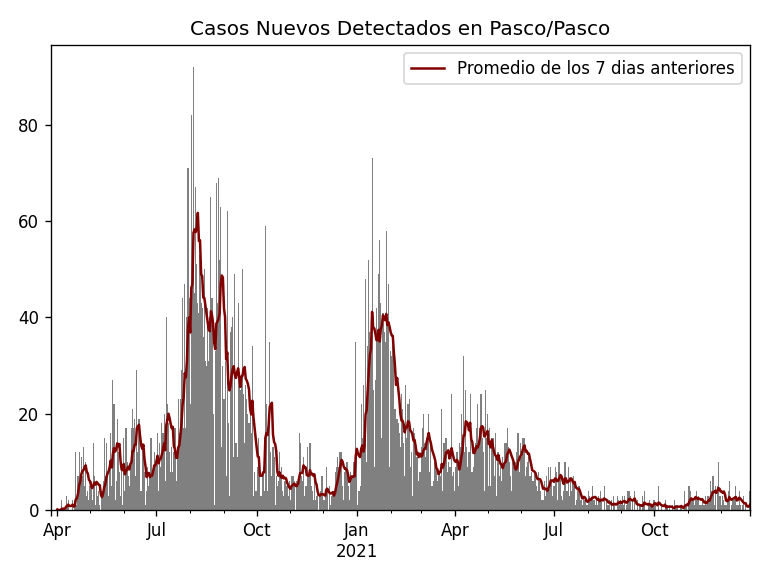 Casos Nuevos Detectados en Pasco/Pasco
Promedio de los 7 dias anteriores
80
60
40
20
0
Apr Jul Oct Jan Apr Jul Oct
2021